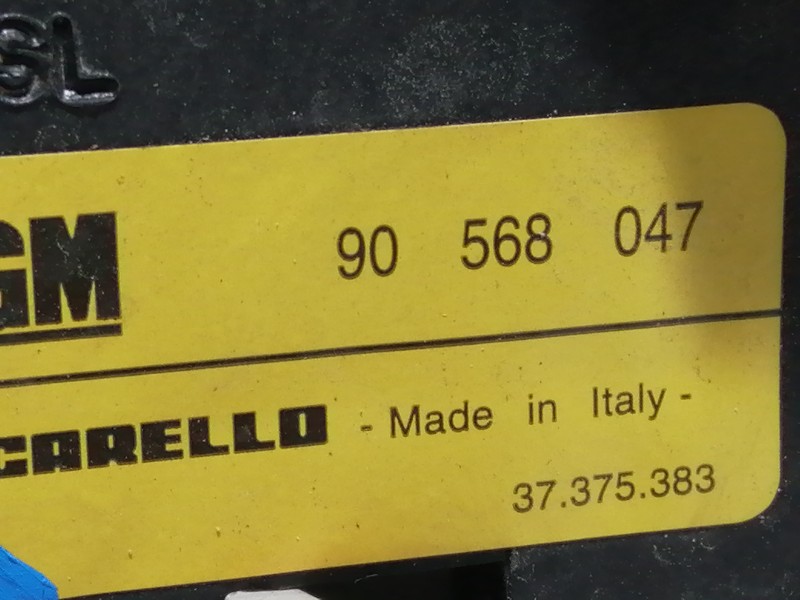 SL
GM 90 568 047
CARELLO - Made in Italy -
37.375.383